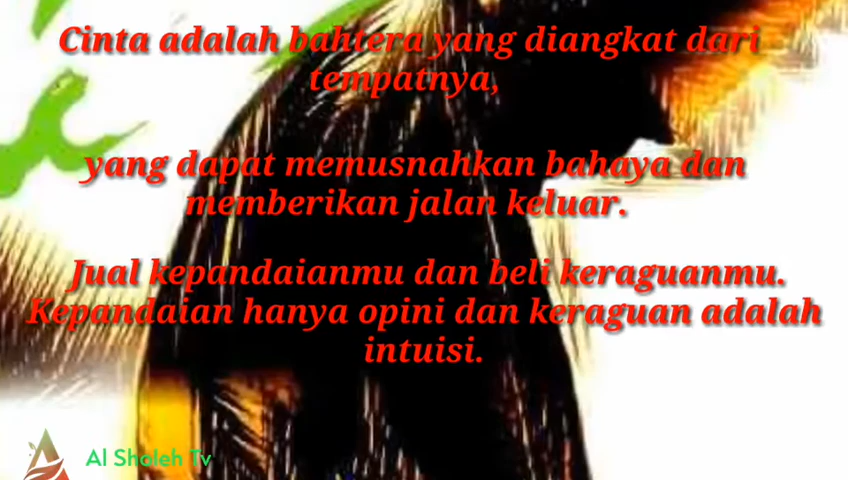 Cinta adalah bahtera yang diangkat dari
tempatnya,
yang dapat memusnahkan bahaya dan
memberikan jalan keluar.
Jual kepandaianmu dan beli keraguanmu.
Kepandaian hanya opini dan keraguan adalah
intuisi.
Al Sholeh Tv